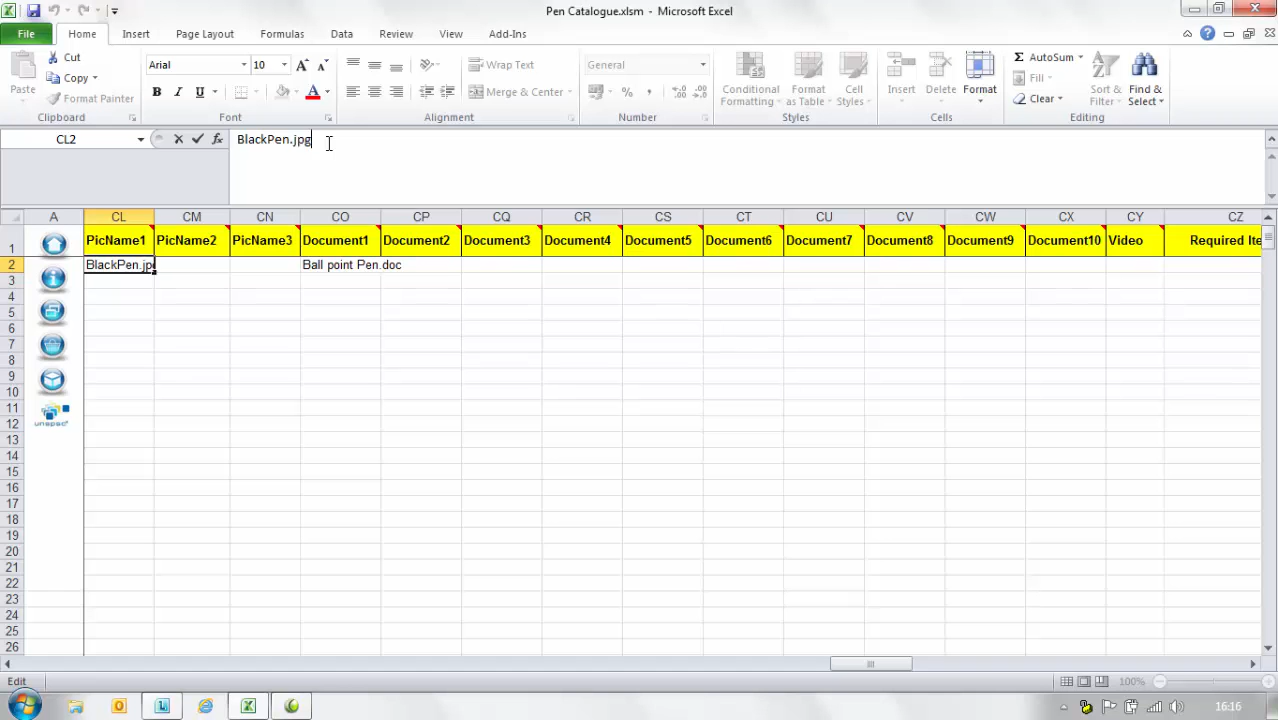 Pen Catalogue.xlsm - Microsoft Excel
File Home Insert Page Layout Formulas Data Review View Add-Ins
Paste
Cut
Copy
Format Painter
Clipboard
Arial 10
B I U
Font
Wrap Text
Merge & Center
Alignment
General
%
Number
Conditional Formatting
Format as Table
Cell Styles
Styles
Insert
Delete
Format
Cells
AutoSum
Fill
Clear
Sort & Filter
Find & Select
Editing
CL2 fx BlackPen.jpg
A CL CM CN CO CP CQ CR CS CT CU CV CW CX CY CZ
1 PicName1 PicName2 PicName3 Document1 Document2 Document3 Document4 Document5 Document6 Document7 Document8 Document9 Document10 Video Required Ite
2 BlackPen.jpg Ball point Pen.doc
3
4
5
6
7
8
9
10
11
12
unspsc
13
14
15
16
17
18
19
20
21
22
23
24
25
26
Edit 100%
16:16